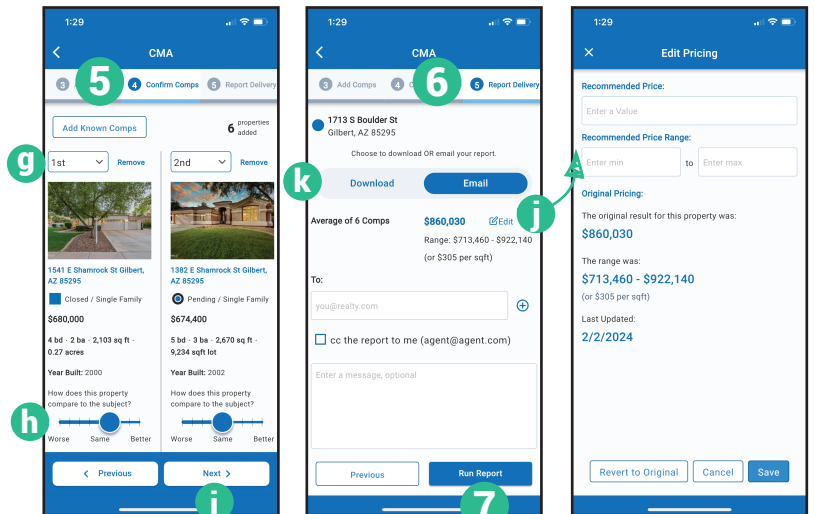 1:29
CMA
3
5
4 Confirm Comps
5 Report Delivery
Add Known Comps
6 properties added
g
1st
Remove
2nd
Remove
1541 E Shamrock St Gilbert,
AZ 85295
Closed / Single Family
$680,000
4 bd · 3 ba · 2,103 sq ft ·
0.27 acres
Year Built: 2000
How does this property
compare to the subject?
h
Worse Same Better
1382 E Shamrock St Gilbert,
AZ 85295
Pending / Single Family
$674,400
5 bd · 3 ba · 2,670 sq ft ·
9,234 sqft lot
Year Built: 2002
How does this property
compare to the subject?
Worse Same Better
Previous
Next
i
1:29
CMA
3 Add Comps
4
6
5 Report Delivery
1713 S Boulder St
Gilbert, AZ 85295
Choose to download OR email your report.
k
Download
Email
Average of 6 Comps
$860,030
Edit
j
Range: $713,460 - $922,140
(or $305 per sqft)
To:
you@realty.com
cc the report to me (agent@agent.com)
Enter a message, optional
Previous
Run Report
7
1:29
Edit Pricing
Recommended Price:
Enter a Value
Recommended Price Range:
Enter min
to
Enter max
Original Pricing:
The original result for this property was:
$860,030
The range was:
$713,460 - $922,140
(or $305 per sqft)
Last Updated:
2/2/2024
Revert to Original
Cancel
Save